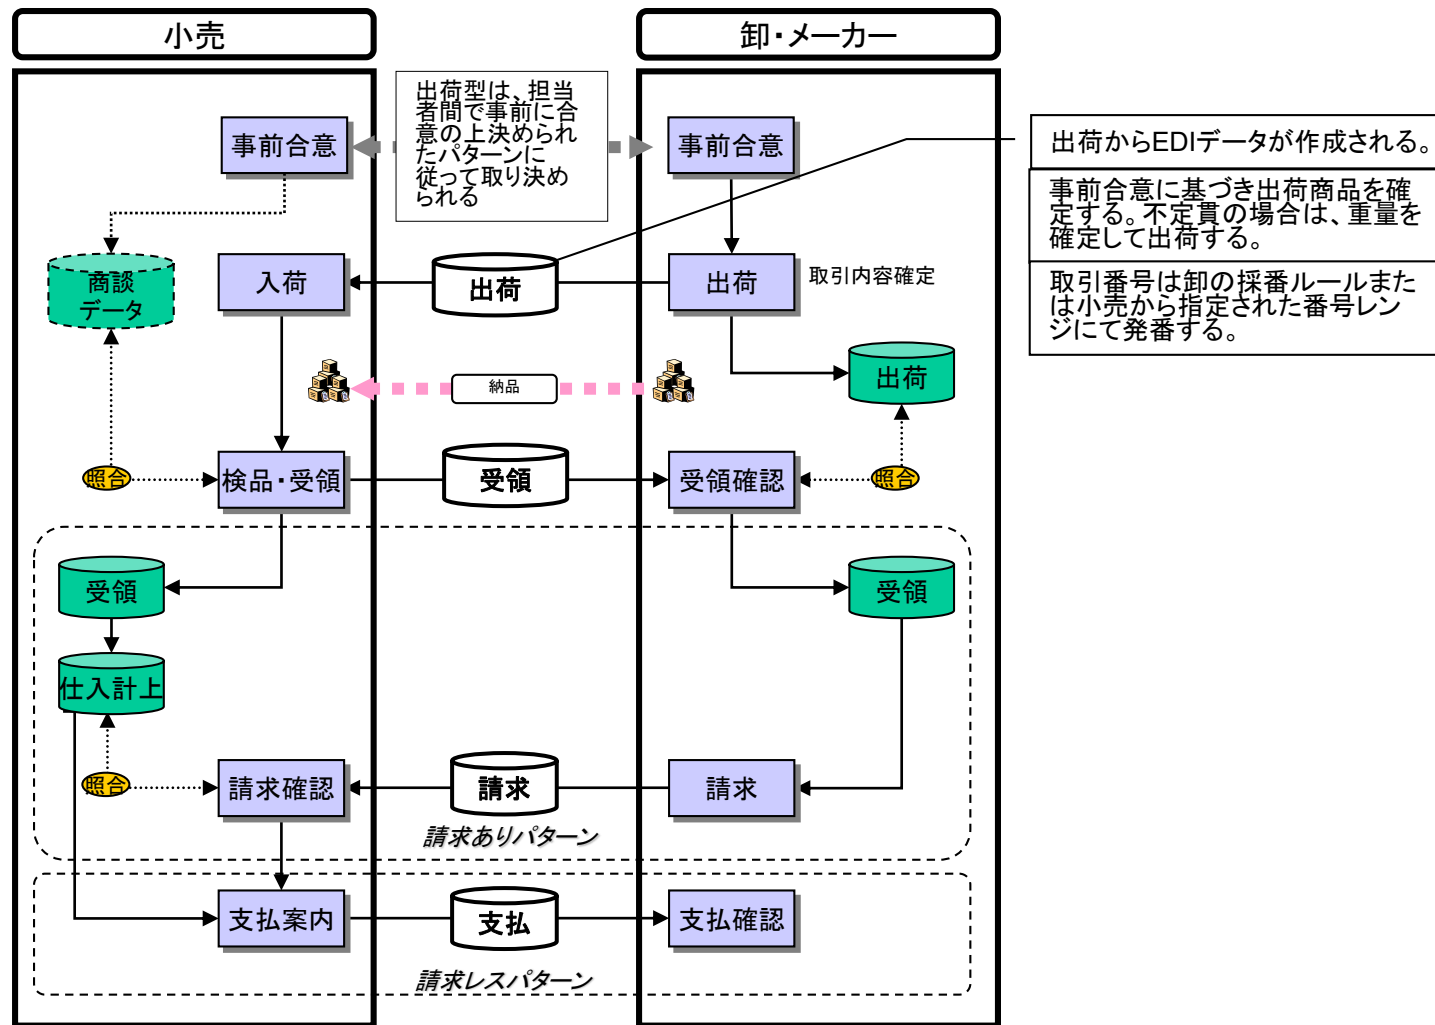 小売
卸・メーカー
出荷型は、担当
者間で事前に合
意の上決められ
たパターンに
従って取り決め
られる
事前合意
事前合意
出荷からEDIデータが作成される。
事前合意に基づき出荷商品を確
定する。不定貫の場合は、重量を
確定して出荷する。
取引番号は卸の採番ルールまた
は小売から指定された番号レン
ジにて発番する。
商談
データ
入荷
出荷
出荷
取引内容確定
出荷
納品
照合
検品・受領
受領
受領確認
照合
受領
受領
仕入計上
照合
請求確認
請求
請求
請求ありパターン
支払案内
支払
支払確認
請求レスパターン